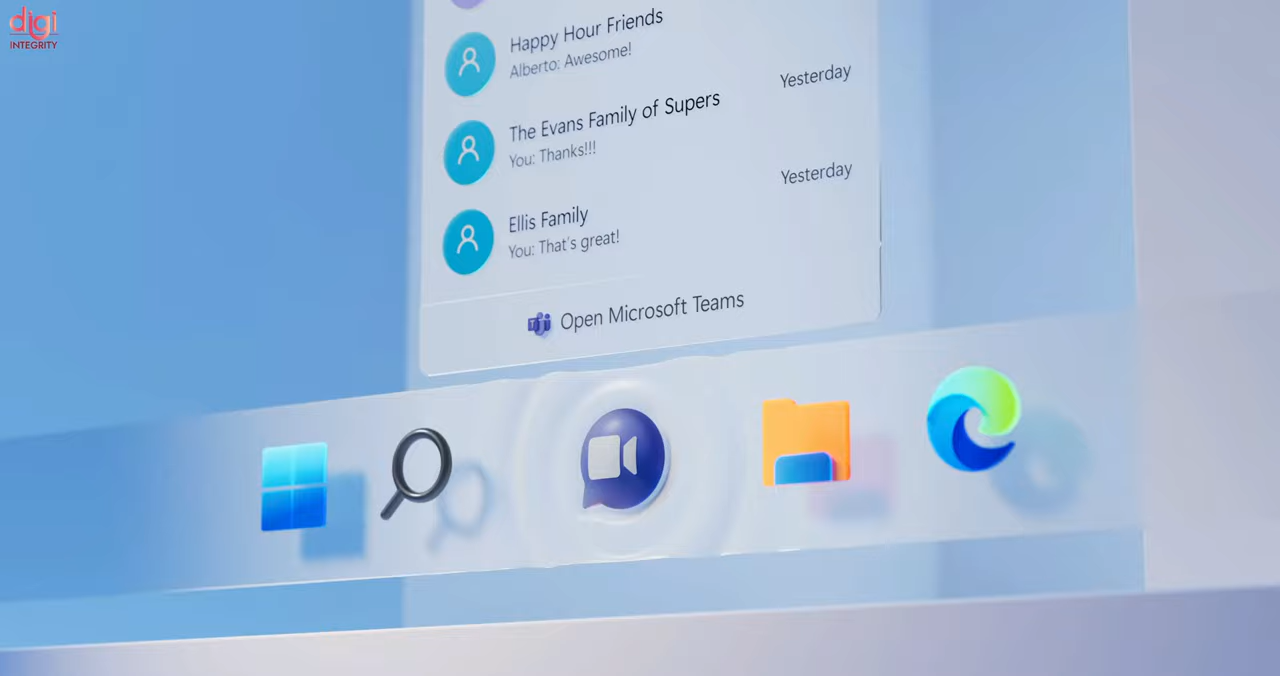 digi
INTEGRITY
Happy Hour Friends
Alberto: Awesome!
Yesterday
The Evans Family of Supers
You: Thanks!!!
Yesterday
Ellis Family
You: That's great!
Open Microsoft Teams